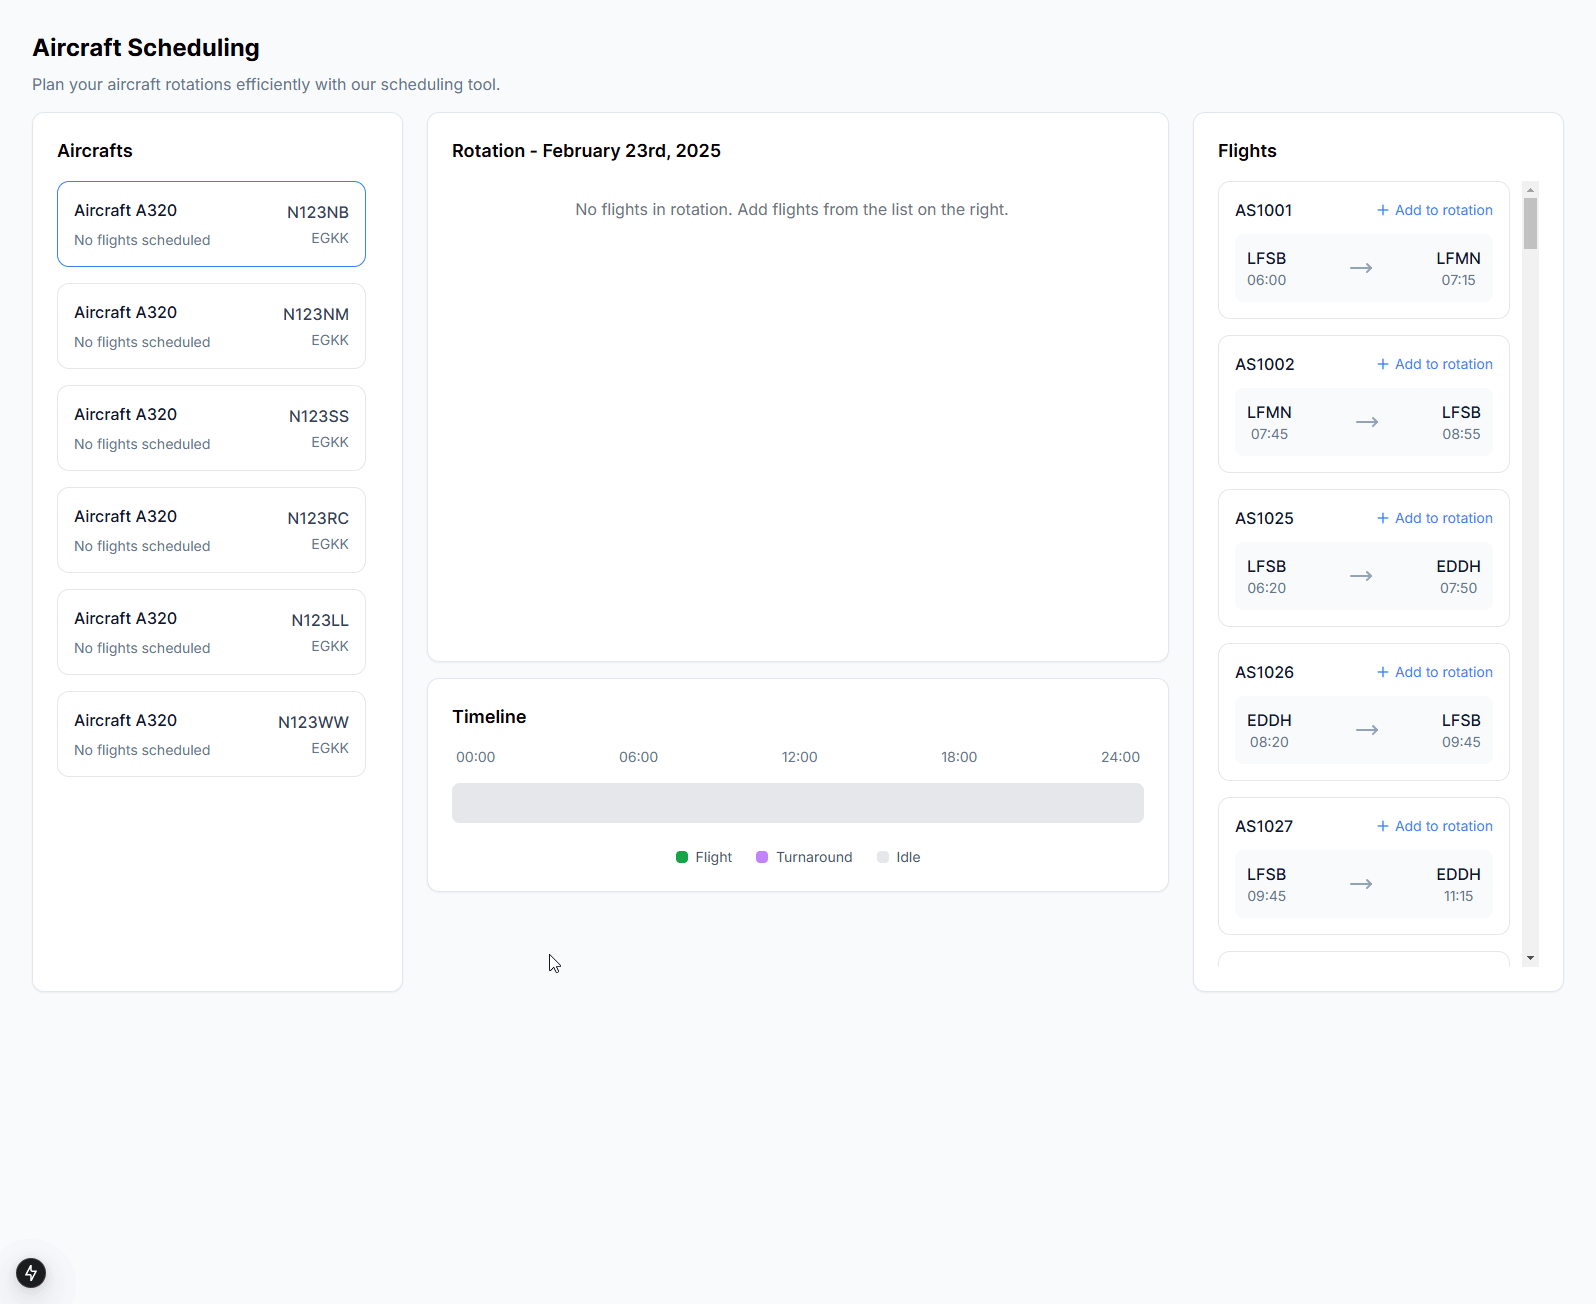 Aircraft Scheduling
Plan your aircraft rotations efficiently with our scheduling tool.
Aircrafts
Aircraft A320
N123NB
No flights scheduled
EGKK
Aircraft A320
N123NM
No flights scheduled
EGKK
Aircraft A320
N123SS
No flights scheduled
EGKK
Aircraft A320
N123RC
No flights scheduled
EGKK
Aircraft A320
N123LL
No flights scheduled
EGKK
Aircraft A320
N123WW
No flights scheduled
EGKK
Rotation - February 23rd, 2025
No flights in rotation. Add flights from the list on the right.
Timeline
00:00 06:00 12:00 18:00 24:00
Flight Turnaround Idle
Flights
AS1001 + Add to rotation
LFSB → LFMN
06:00 07:15
AS1002 + Add to rotation
LFMN → LFSB
07:45 08:55
AS1025 + Add to rotation
LFSB → EDDH
06:20 07:50
AS1026 + Add to rotation
EDDH → LFSB
08:20 09:45
AS1027 + Add to rotation
LFSB → EDDH
09:45 11:15